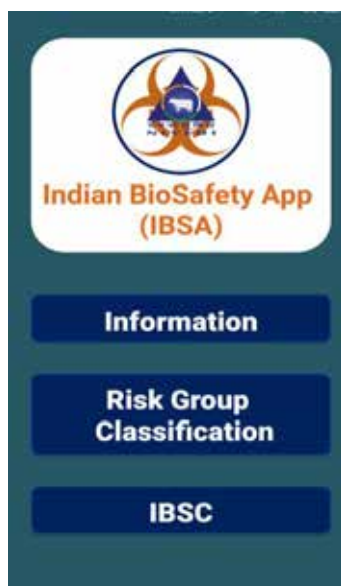 Indian BioSafety App
(IBSA)
Information
Risk Group
Classification
IBSC